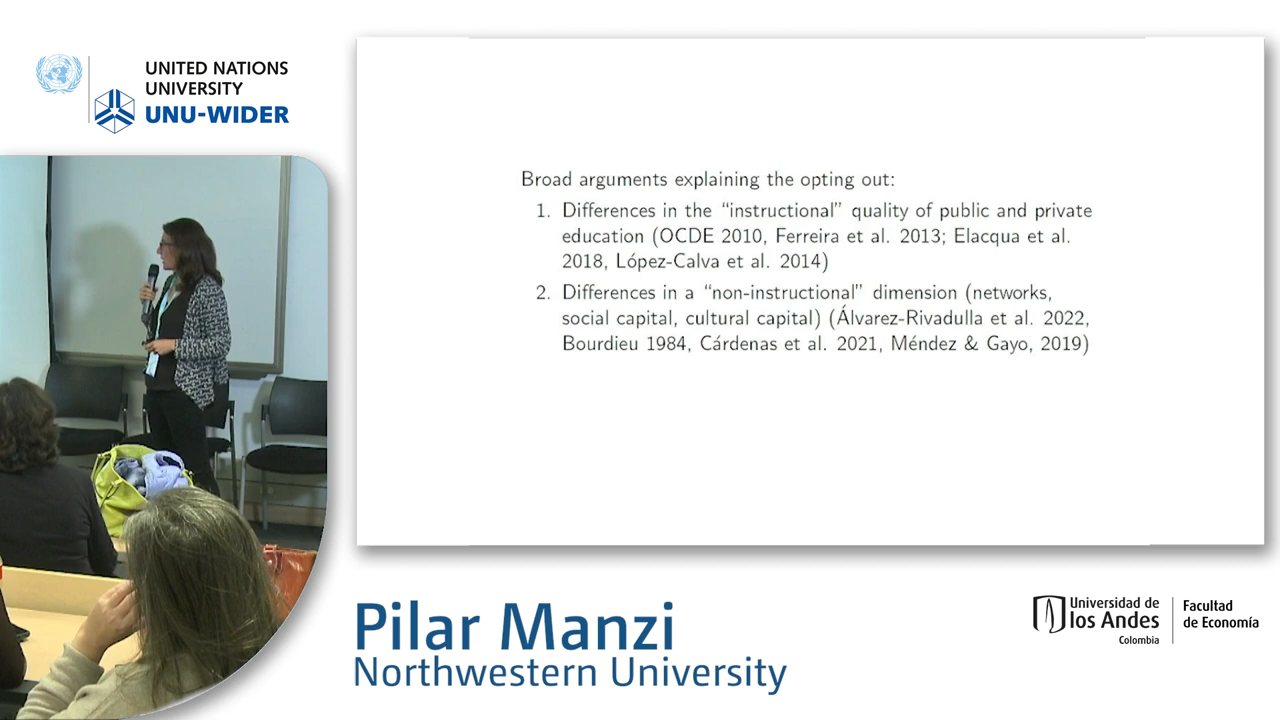 UNITED NATIONS
UNIVERSITY
UNU-WIDER
Broad arguments explaining the opting out:
1. Differences in the “instructional” quality of public and private
education (OCDE 2010, Ferreira et al. 2013; Elacqua et al.
2018, López-Calva et al. 2014)
2. Differences in a “non-instructional” dimension (networks,
social capital, cultural capital) (Álvarez-Rivadulla et al. 2022,
Bourdieu 1984, Cárdenas et al. 2021, Méndez & Gayo, 2019)
Pilar Manzi
Northwestern University
Universidad de
los Andes
Colombia
Facultad
de Economía